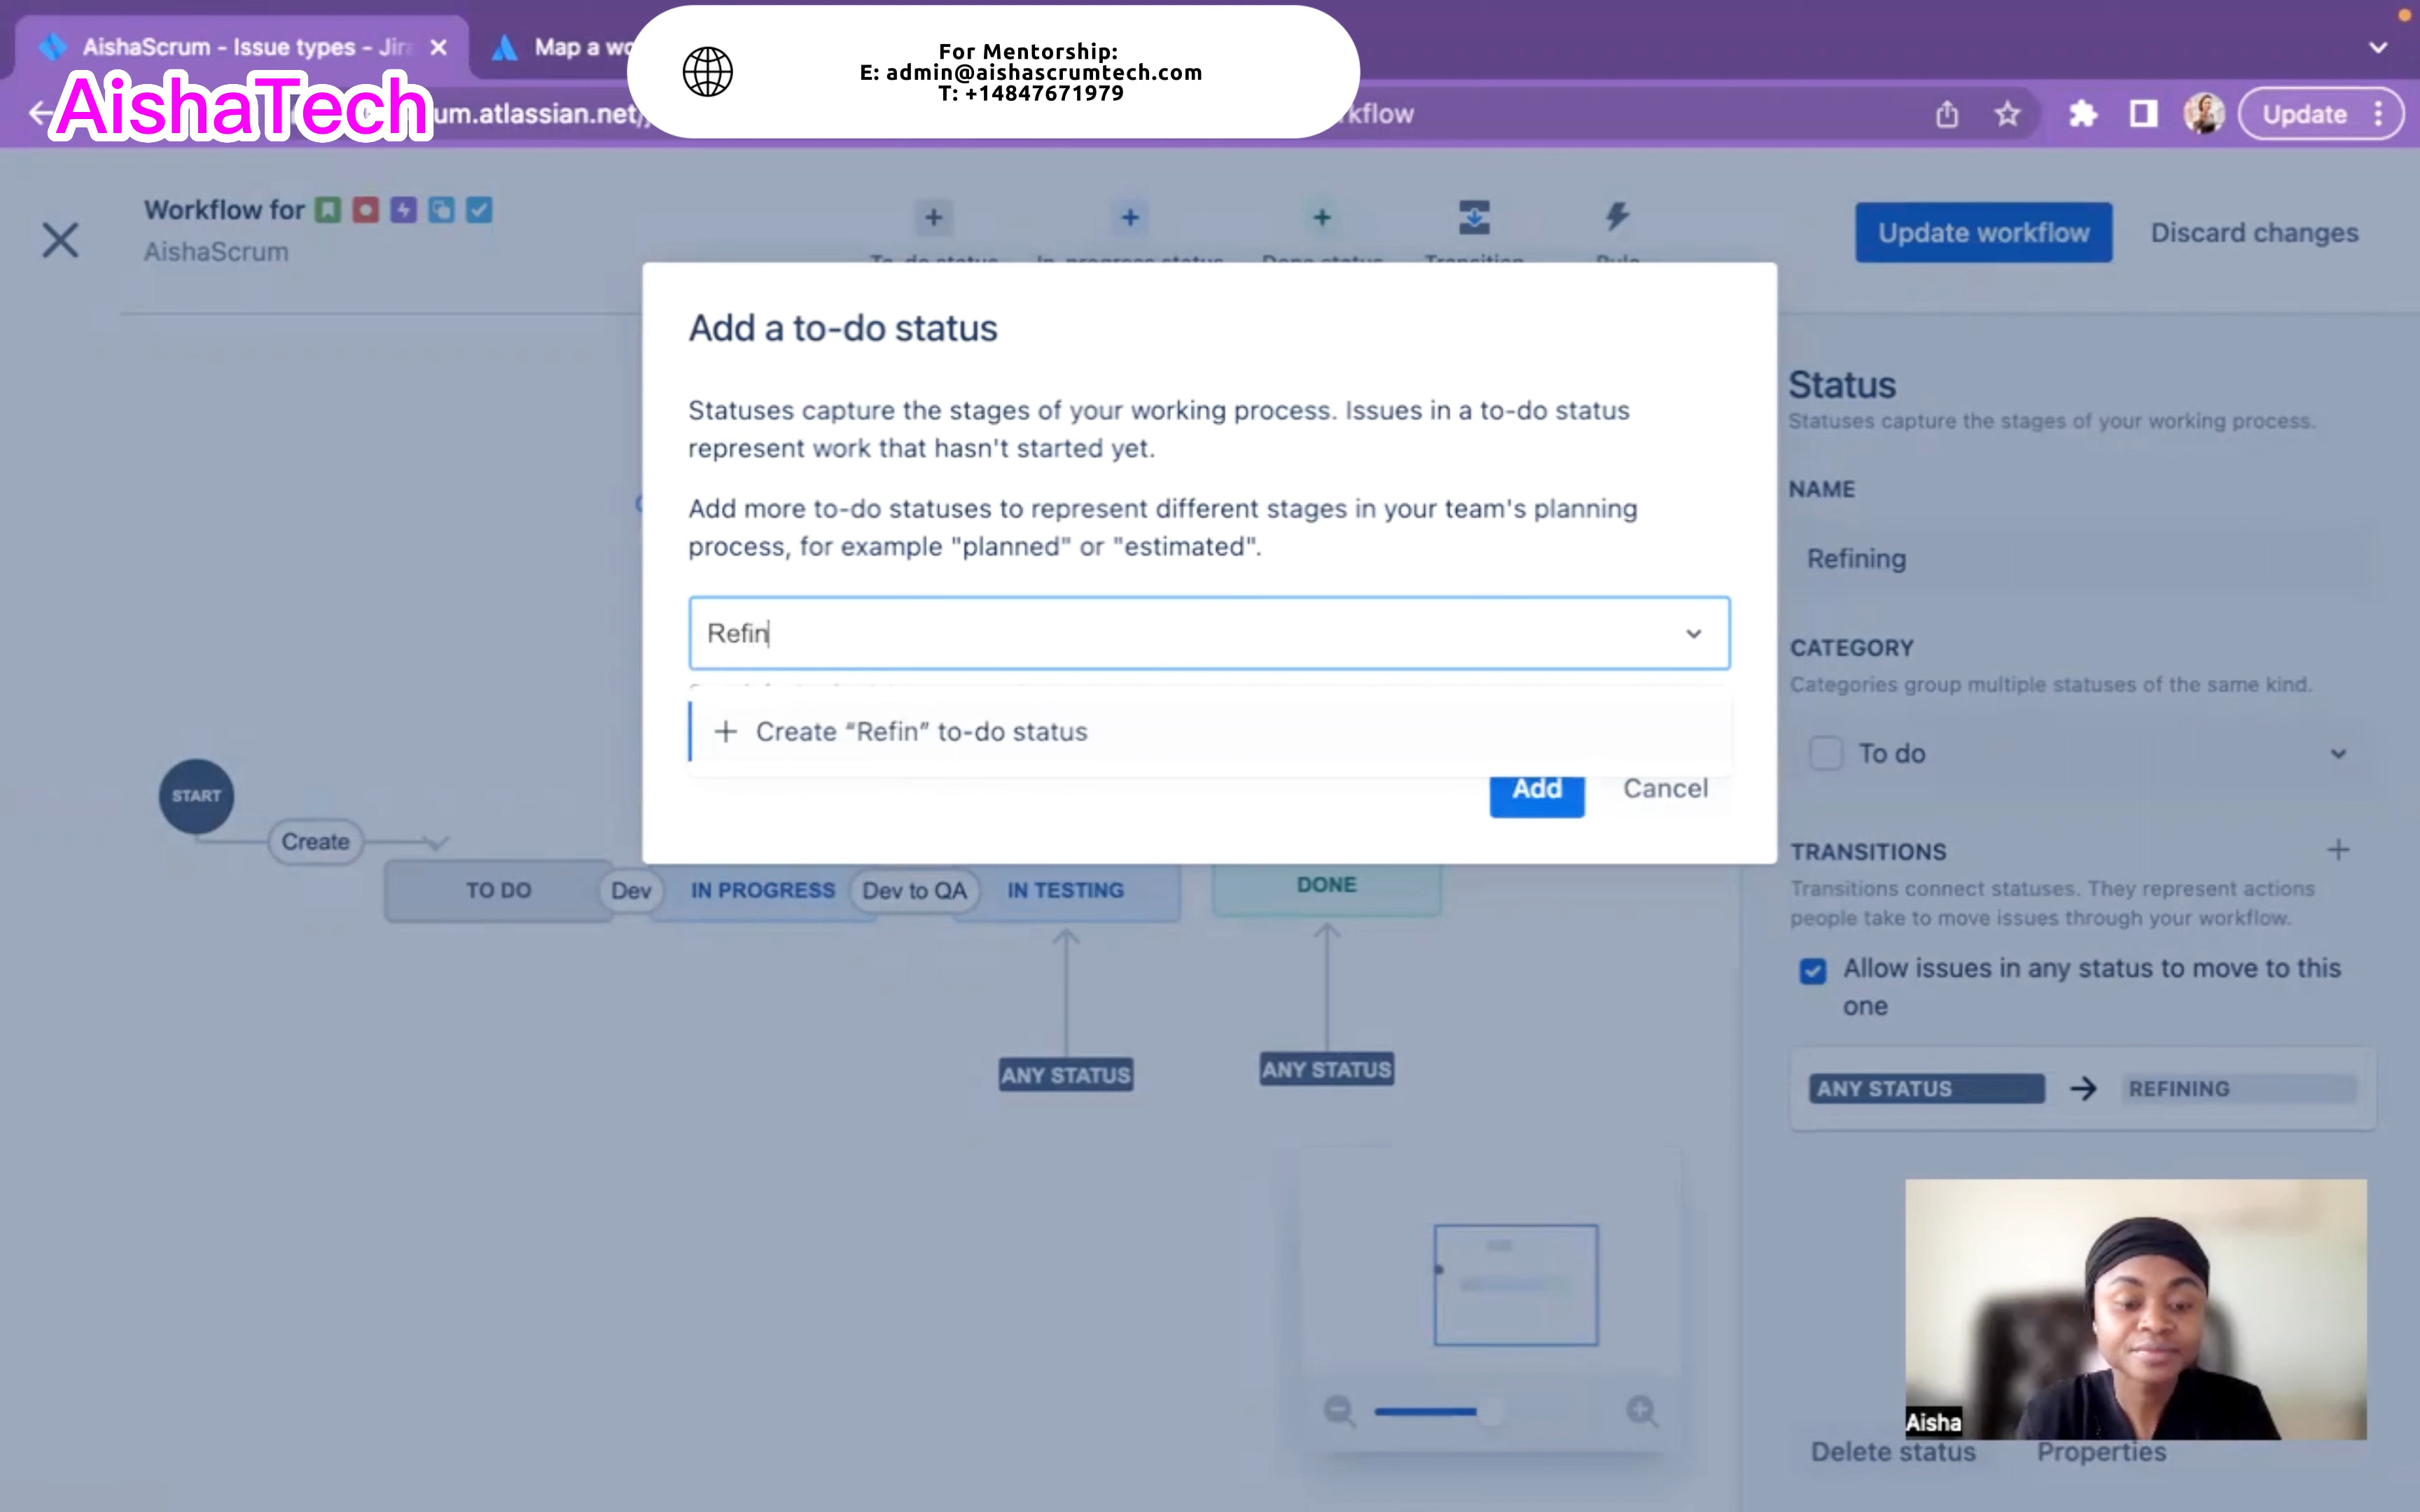 AishaScrum - Issue types - Jira
Map a wo
For Mentorship:
E: admin@aishascrumtech.com
T: +14847671979
AishaTech
um.atlassian.net/
kflow
Update
Workflow for
AishaScrum
To-do status
In-progress status
Done status
Transition
Rule
Update workflow
Discard changes
Add a to-do status
Statuses capture the stages of your working process. Issues in a to-do status
represent work that hasn't started yet.
Add more to-do statuses to represent different stages in your team's planning
process, for example "planned" or "estimated".
Refin
+ Create “Refin” to-do status
Add
Cancel
START
Create
TO DO
Dev
IN PROGRESS
Dev to QA
IN TESTING
DONE
ANY STATUS
ANY STATUS
Status
Statuses capture the stages of your working process.
NAME
Refining
CATEGORY
Categories group multiple statuses of the same kind.
To do
TRANSITIONS
Transitions connect statuses. They represent actions
people take to move issues through your workflow.
Allow issues in any status to move to this
one
ANY STATUS → REFINING
Aisha
Delete status
Properties